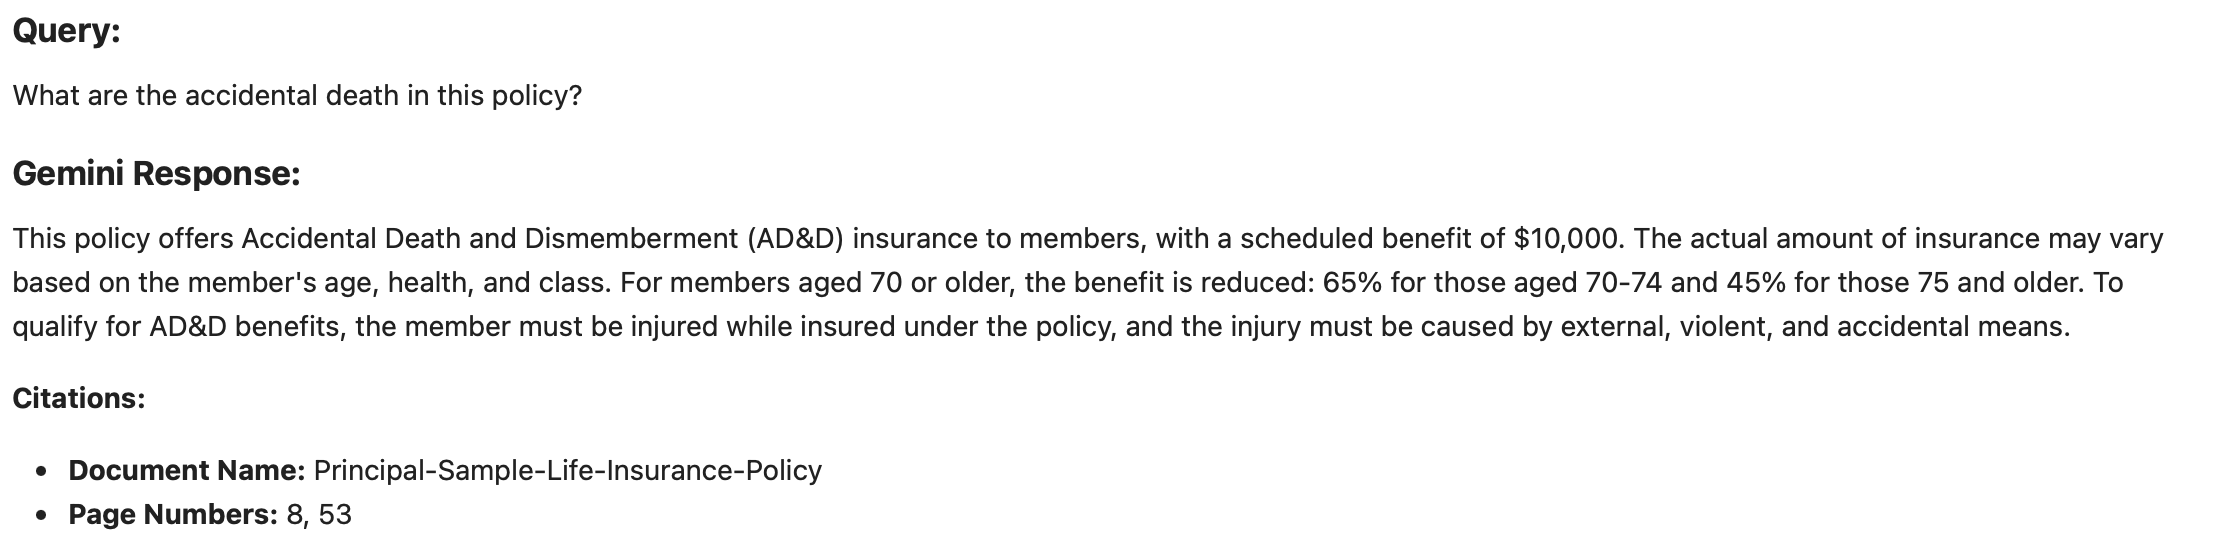 Query:
What are the accidental death in this policy?
Gemini Response:
This policy offers Accidental Death and Dismemberment (AD&D) insurance to members, with a scheduled benefit of $10,000. The actual amount of insurance may vary
based on the member's age, health, and class. For members aged 70 or older, the benefit is reduced: 65% for those aged 70-74 and 45% for those 75 and older. To
qualify for AD&D benefits, the member must be injured while insured under the policy, and the injury must be caused by external, violent, and accidental means.
Citations:
• Document Name: Principal-Sample-Life-Insurance-Policy
• Page Numbers: 8, 53